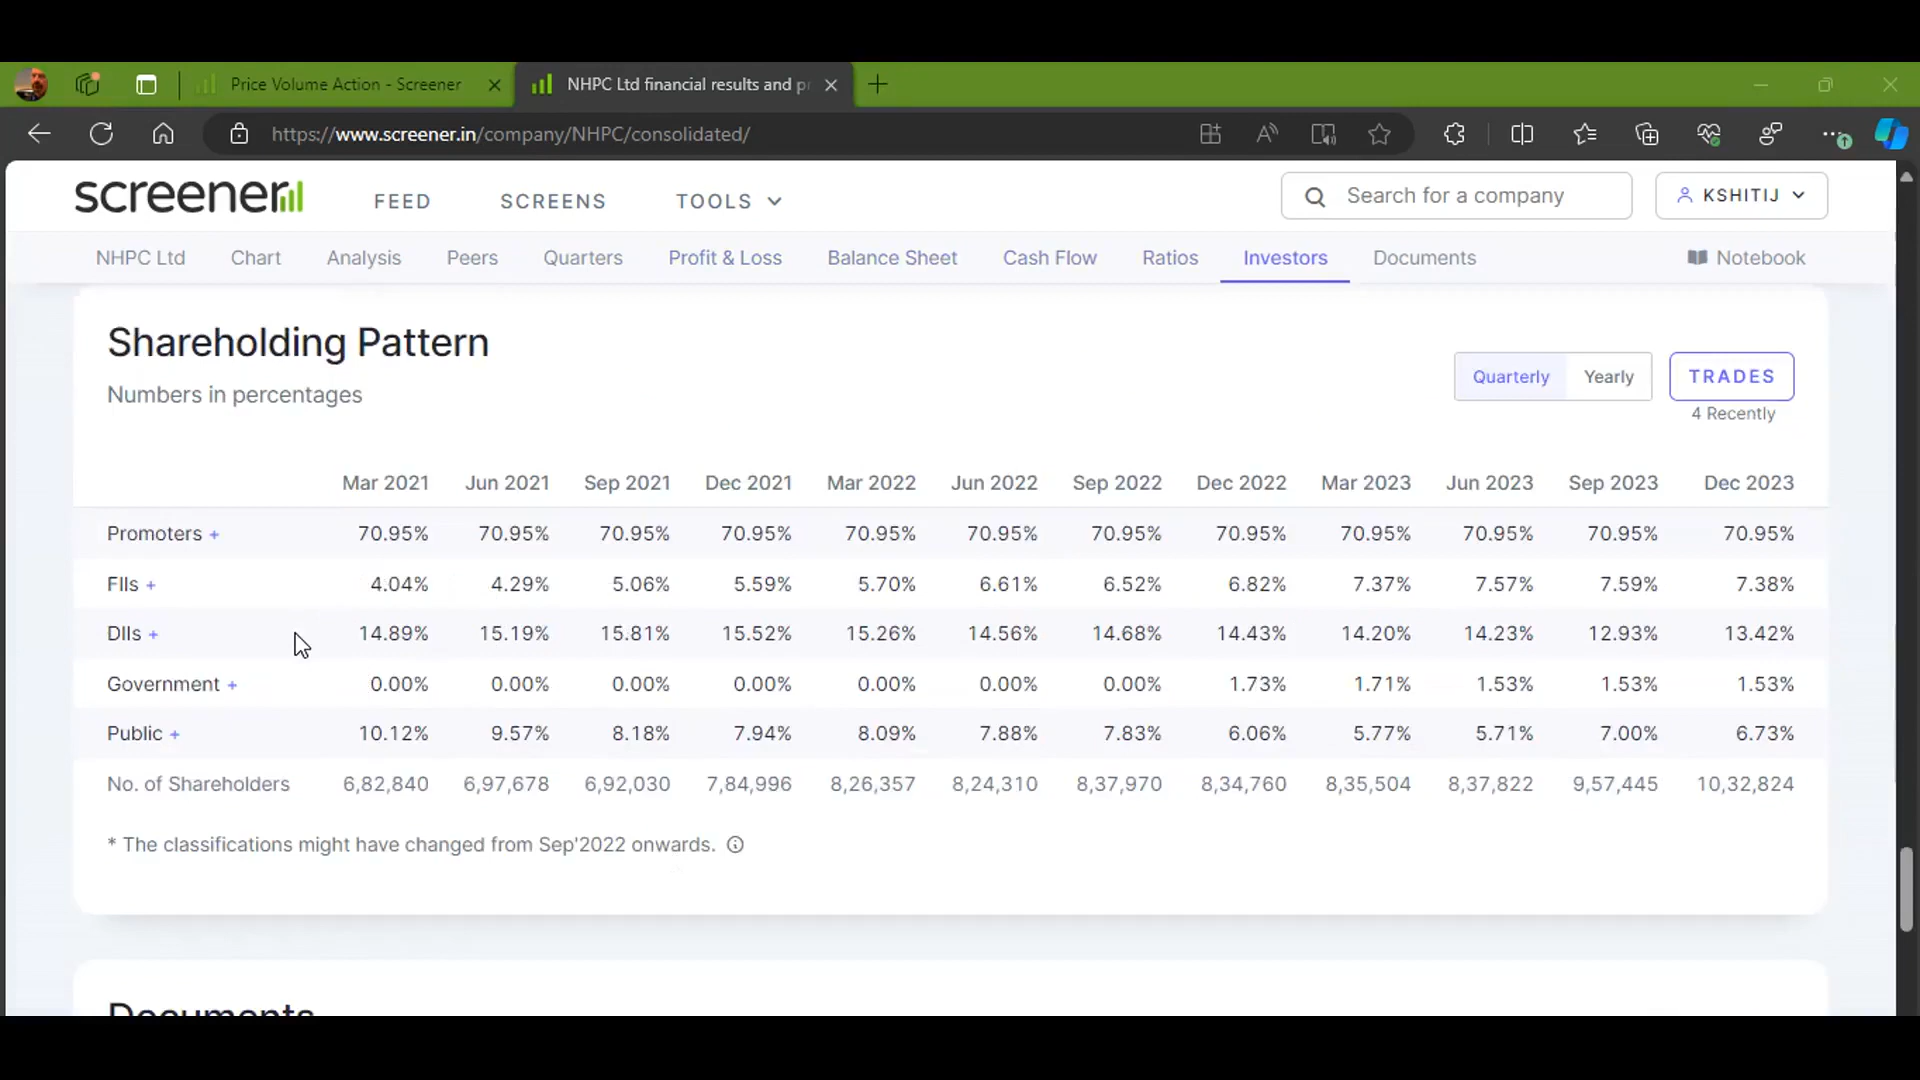 Price Volume Action - Screener
NHPC Ltd financial results and pr
https://www.screener.in/company/NHPC/consolidated/
screener
FEED SCREENS TOOLS
Search for a company
KSHITIJ
NHPC Ltd Chart Analysis Peers Quarters Profit & Loss Balance Sheet Cash Flow Ratios Investors Documents Notebook
Shareholding Pattern
Numbers in percentages
Quarterly Yearly
TRADES
4 Recently
Mar 2021 Jun 2021 Sep 2021 Dec 2021 Mar 2022 Jun 2022 Sep 2022 Dec 2022 Mar 2023 Jun 2023 Sep 2023 Dec 2023
Promoters + 70.95% 70.95% 70.95% 70.95% 70.95% 70.95% 70.95% 70.95% 70.95% 70.95% 70.95% 70.95%
FIIs + 4.04% 4.29% 5.06% 5.59% 5.70% 6.61% 6.52% 6.82% 7.37% 7.57% 7.59% 7.38%
DIIs + 14.89% 15.19% 15.81% 15.52% 15.26% 14.56% 14.68% 14.43% 14.20% 14.23% 12.93% 13.42%
Government + 0.00% 0.00% 0.00% 0.00% 0.00% 0.00% 0.00% 1.73% 1.71% 1.53% 1.53% 1.53%
Public + 10.12% 9.57% 8.18% 7.94% 8.09% 7.88% 7.83% 6.06% 5.77% 5.71% 7.00% 6.73%
No. of Shareholders 6,82,840 6,97,678 6,92,030 7,84,996 8,26,357 8,24,310 8,37,970 8,34,760 8,35,504 8,37,822 9,57,445 10,32,824
* The classifications might have changed from Sep'2022 onwards.
Documents